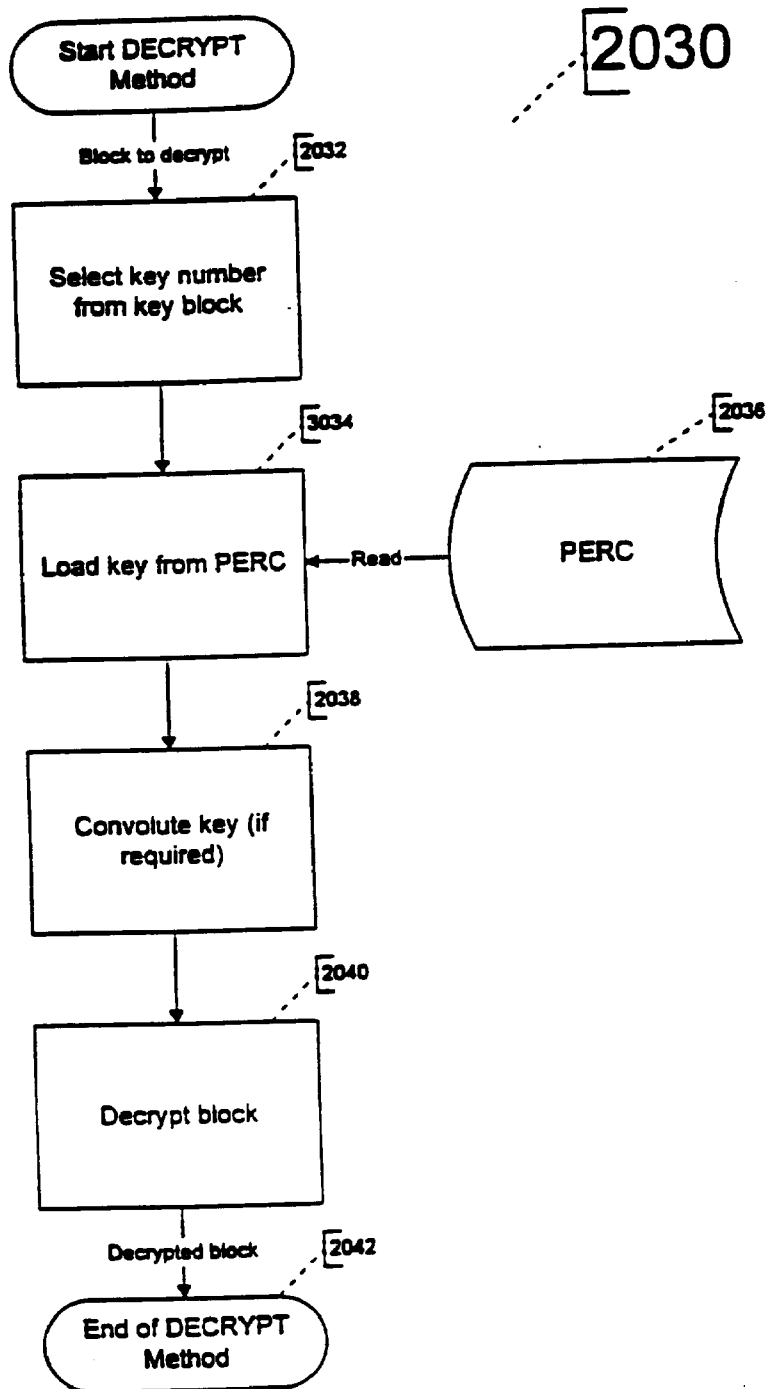 Start DECRYPT
Method
2030
Block to decrypt
2032
Select key number
from key block
3034
Load key from PERC
Read
2036
PERC
2038
Convolute key (if
required)
2040
Decrypt block
Decrypted block
2042
End of DECRYPT
Method